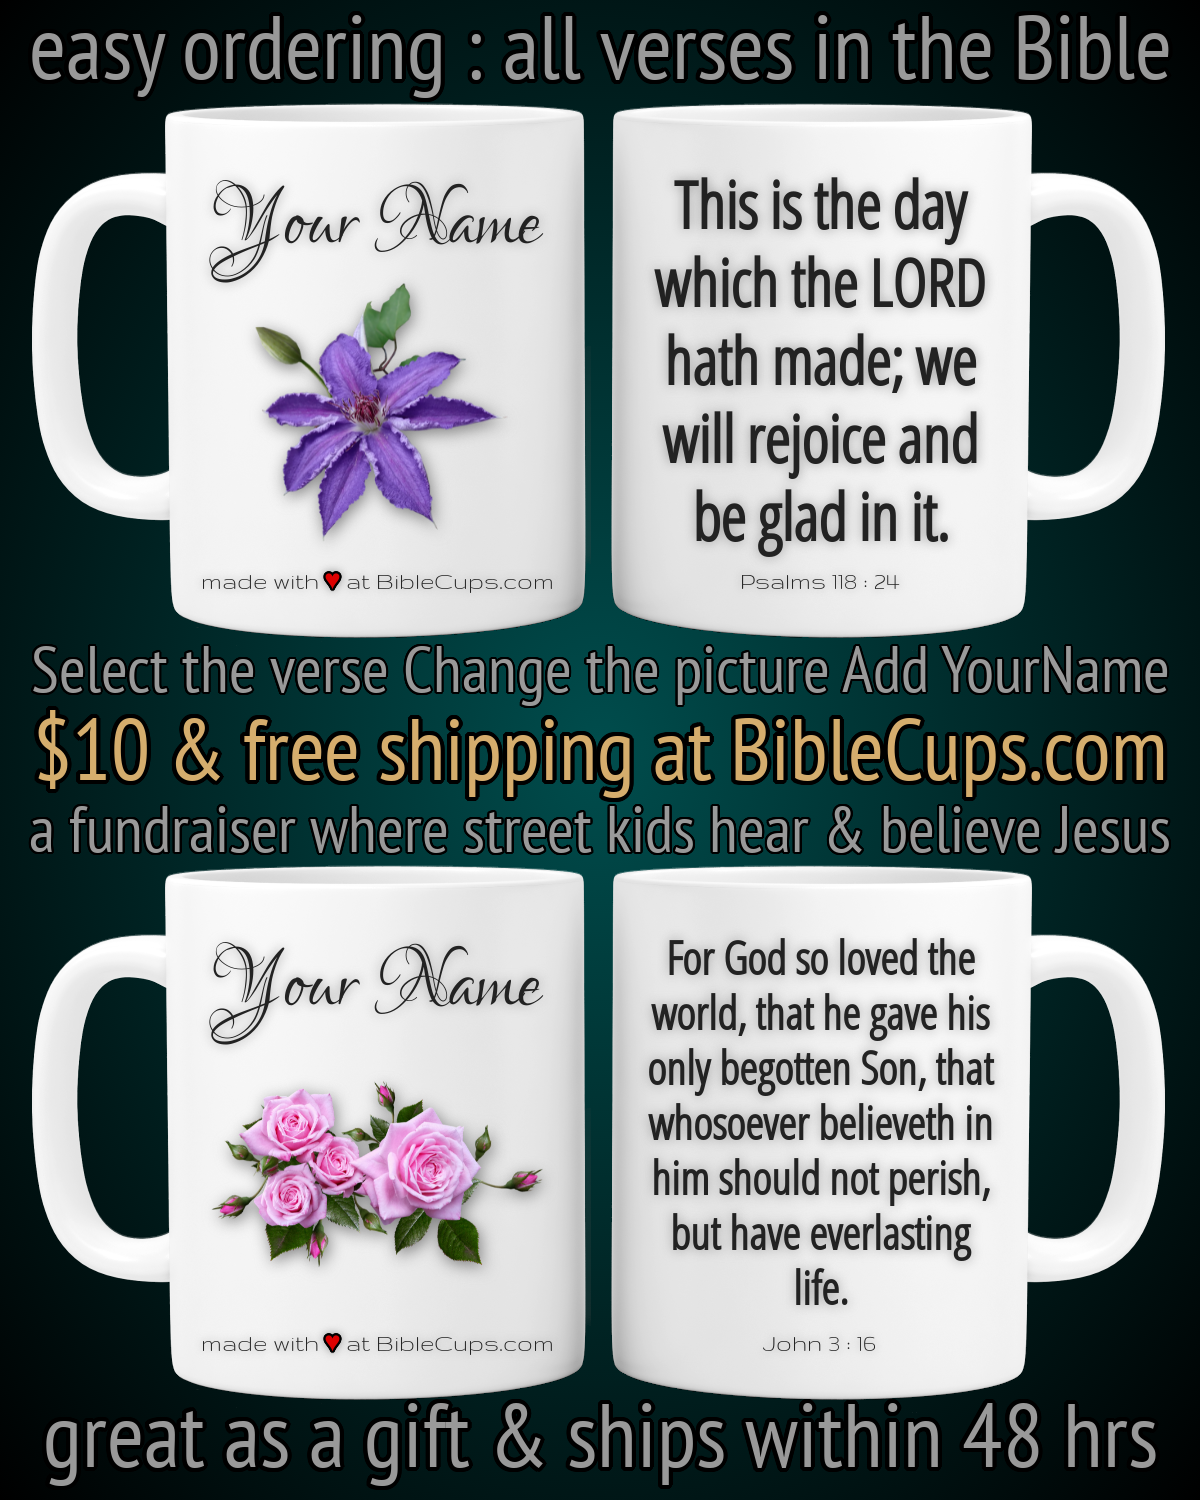 easy ordering : all verses in the Bible
Your Name
made with ♥ at BibleCups.com
This is the day
which the LORD
hath made; we
will rejoice and
be glad in it.
Psalms 118 : 24
Select the verse Change the picture Add YourName
$10 & free shipping at BibleCups.com
a fundraiser where street kids hear & believe Jesus
Your Name
made with ♥ at BibleCups.com
For God so loved the
world, that he gave his
only begotten Son, that
whosoever believeth in
him should not perish,
but have everlasting
life.
John 3 : 16
great as a gift & ships within 48 hrs